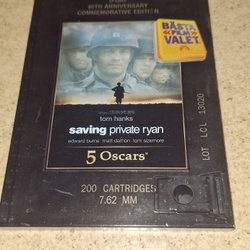 60TH ANNIVERSARY
COMMEMORATIVE EDITION
BÄSTA
FILM
VALET
tom hanks
saving private ryan
edward burns matt damon tom sizemore
5 Oscars
LOT LCL 13020
200 CARTRIDGES
7.62 MM